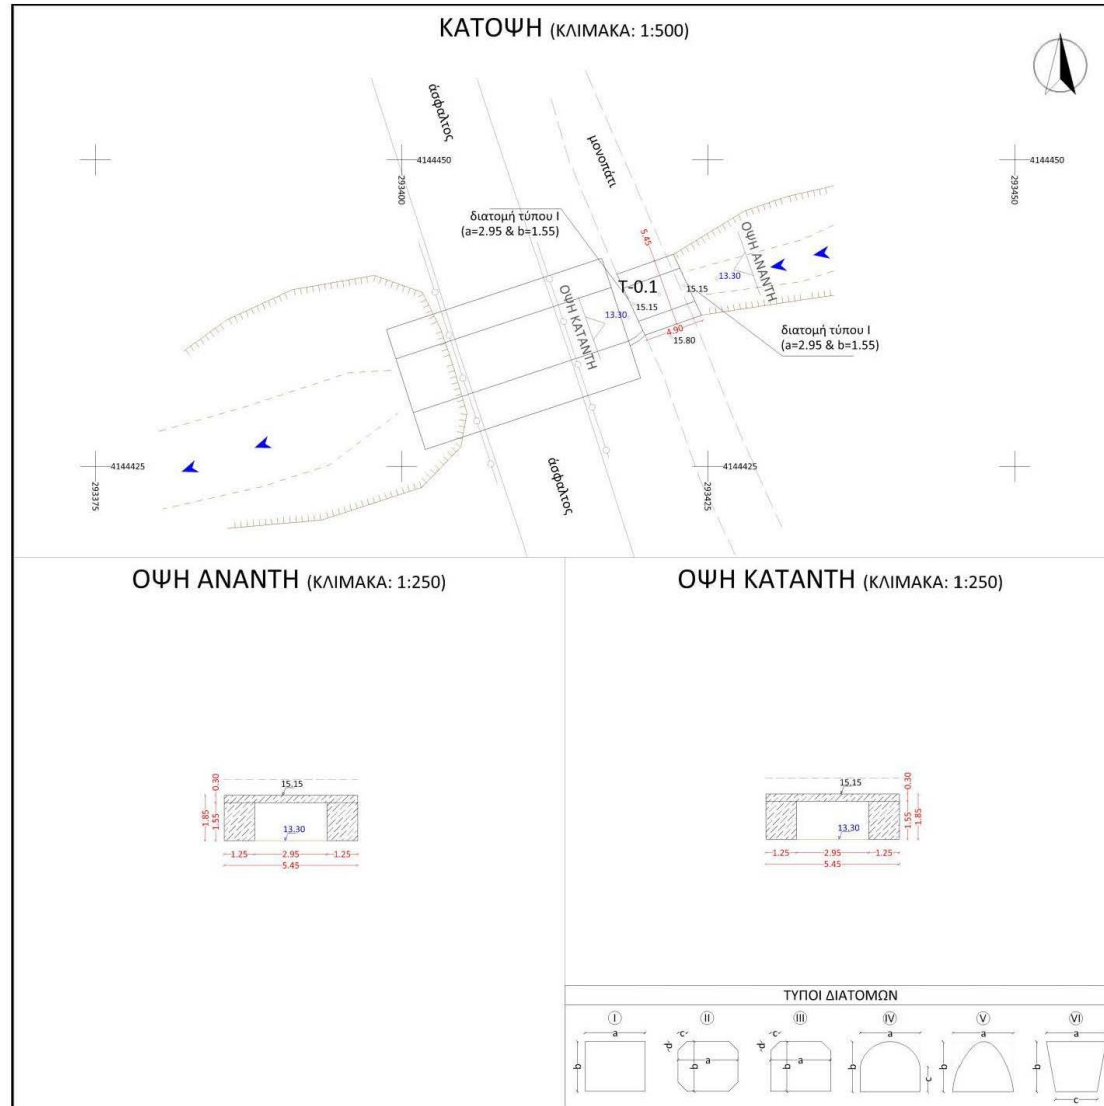 ΚΑΤΟΨΗ (ΚΛΙΜΑΚΑ: 1:500)
άσφαλτος
μονοπάτι
4144450
293400
4144450
293450
διατομή τύπου Ι
(a=2.95 & b=1.55)
5.45
ΟΨΗ ΑΝΑΝΤΗ
13.30
Τ-0.1
15.15
15.15
13.30
ΟΨΗ ΚΑΤΑΝΤΗ
4.90
15.80
διατομή τύπου Ι
(a=2.95 & b=1.55)
άσφαλτος
4144425
293375
4144425
293425
ΟΨΗ ΑΝΑΝΤΗ (ΚΛΙΜΑΚΑ: 1:250)
0.30
15.15
1.85
1.55
13.30
1.25
2.95
1.25
5.45
ΟΨΗ ΚΑΤΑΝΤΗ (ΚΛΙΜΑΚΑ: 1:250)
0.30
15.15
1.55
1.85
13.30
1.25
2.95
1.25
5.45
ΤΥΠΟΙ ΔΙΑΤΟΜΩΝ
I II III IV V VI
a c c a a a
d d
b b a b a b c b b
c